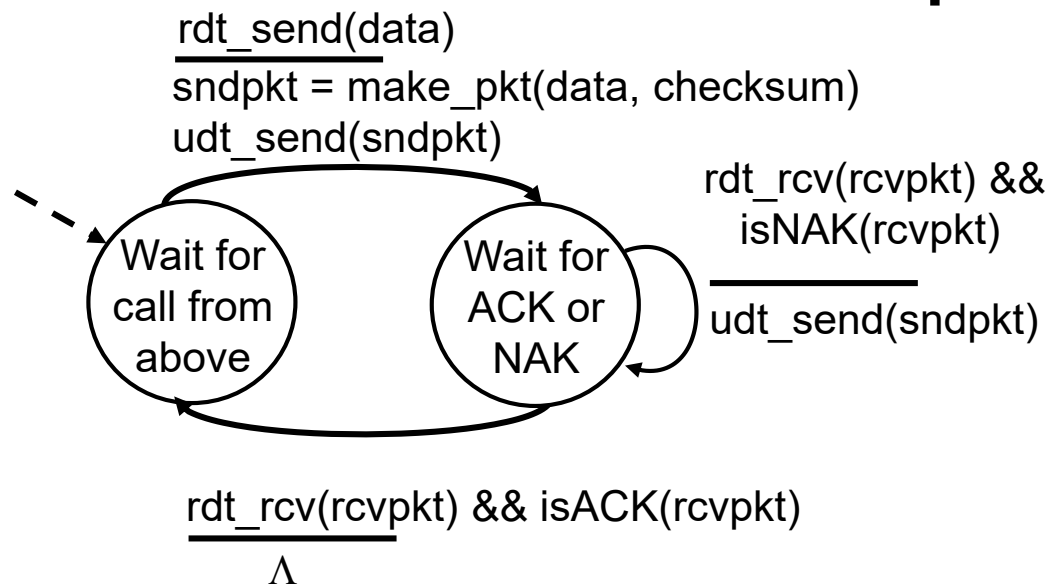 rdt_send(data)
sndpkt = make_pkt(data, checksum)
udt_send(sndpkt)
rdt_rcv(rcvpkt) &&
isNAK(rcvpkt)
udt_send(sndpkt)
Wait for
call from
above
Wait for
ACK or
NAK
rdt_rcv(rcvpkt) && isACK(rcvpkt)
Λ